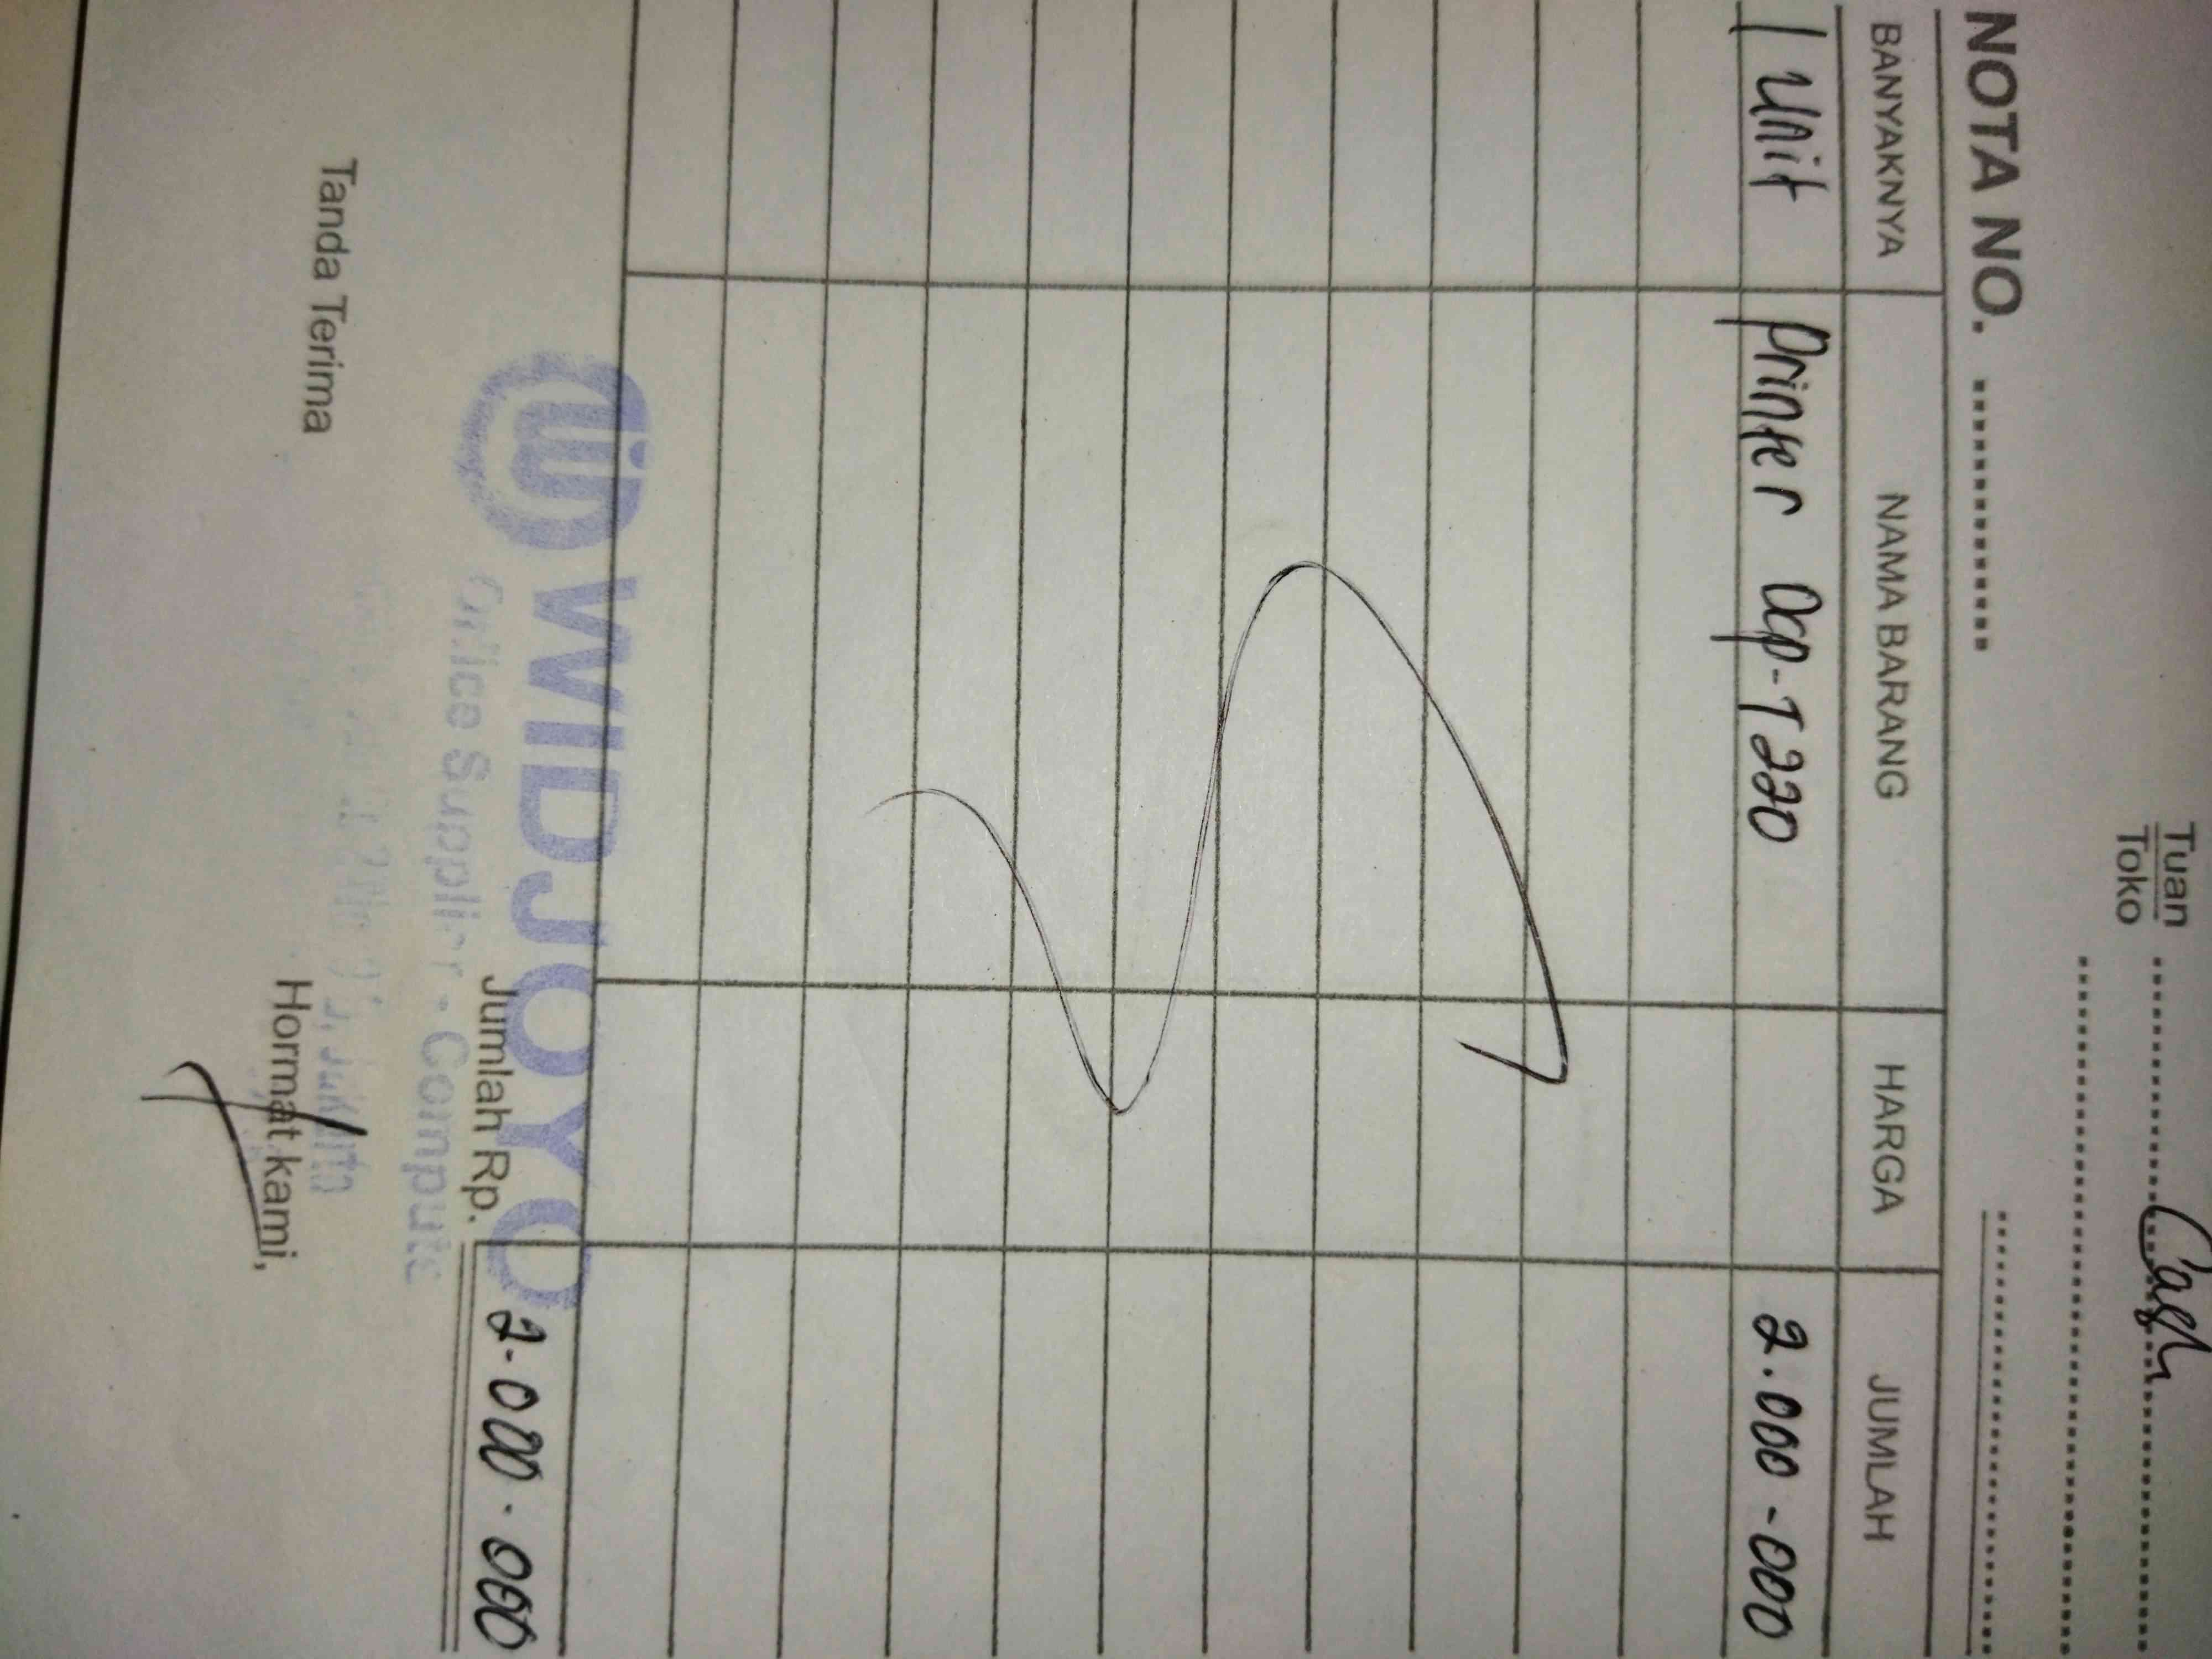 Tuan
Toko
Cash
NOTA NO.
BANYAKNYA NAMA BARANG HARGA JUMLAH
1 Unit Printer Dcp-T220 2.000-000
Jumlah Rp. 2.000.000
WIDJOYO
Office Supplier - Compute
Tanda Terima Hormat kami,